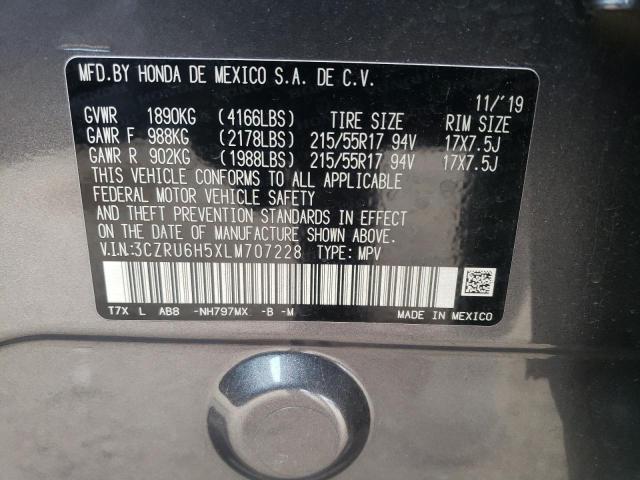 MFD.BY HONDA DE MEXICO S.A. DE C.V.
11/'19
GVWR 1890KG (4166LBS) TIRE SIZE RIM SIZE
GAWR F 988KG (2178LBS) 215/55R17 94V 17X7.5J
GAWR R 902KG (1988LBS) 215/55R17 94V 17X7.5J
THIS VEHICLE CONFORMS TO ALL APPLICABLE
FEDERAL MOTOR VEHICLE SAFETY
AND THEFT PREVENTION STANDARDS IN EFFECT
ON THE DATE OF MANUFACTURE SHOWN ABOVE.
V.IN:3CZRU6H5XLM707228 TYPE: MPV
T7X L AB8 -NH797MX -B -M MADE IN MEXICO